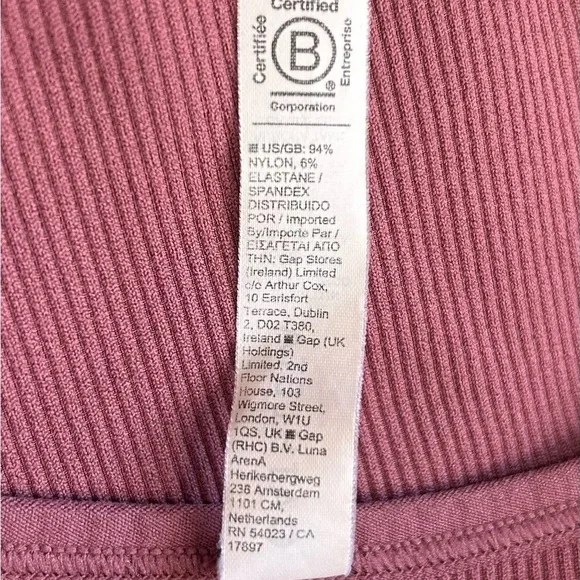 Certified
Certifiée
B
®
Entreprise
Corporation
US/GB: 94%
NYLON, 6%
ELASTANE /
SPANDEX
DISTRIBUIDO
POR / Imported
By/Importe Par /
ΕΙΣΑΓΕΤΑΙ ΑΠΟ
ΤΗΝ: Gap Stores
(Ireland) Limited
c/o Arthur Cox,
10 Earlsfort
Terrace, Dublin
2, D02 T380,
Ireland Gap (UK
Holdings)
Limited, 2nd
Floor Nations
House, 103
Wigmore Street,
London, W1U
1QS, UK Gap
(RHC) B.V. Luna
ArenA
Herikerbergweg
238 Amsterdam
1101 CM,
Netherlands
RN 54023 / CA
17897